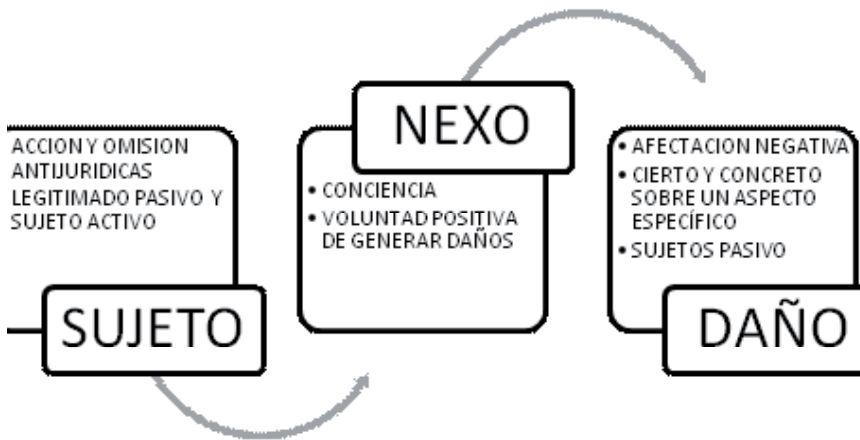 ACCION Y OMISION
ANTIJURIDICAS
LEGITIMADO PASIVO Y
SUJETO ACTIVO
SUJETO
NEXO
• CONCIENCIA
• VOLUNTAD POSITIVA
DE GENERAR DAÑOS
• AFECTACION NEGATIVA
• CIERTO Y CONCRETO
SOBRE UN ASPECTO
ESPECÍFICO
• SUJETOS PASIVO
DAÑO